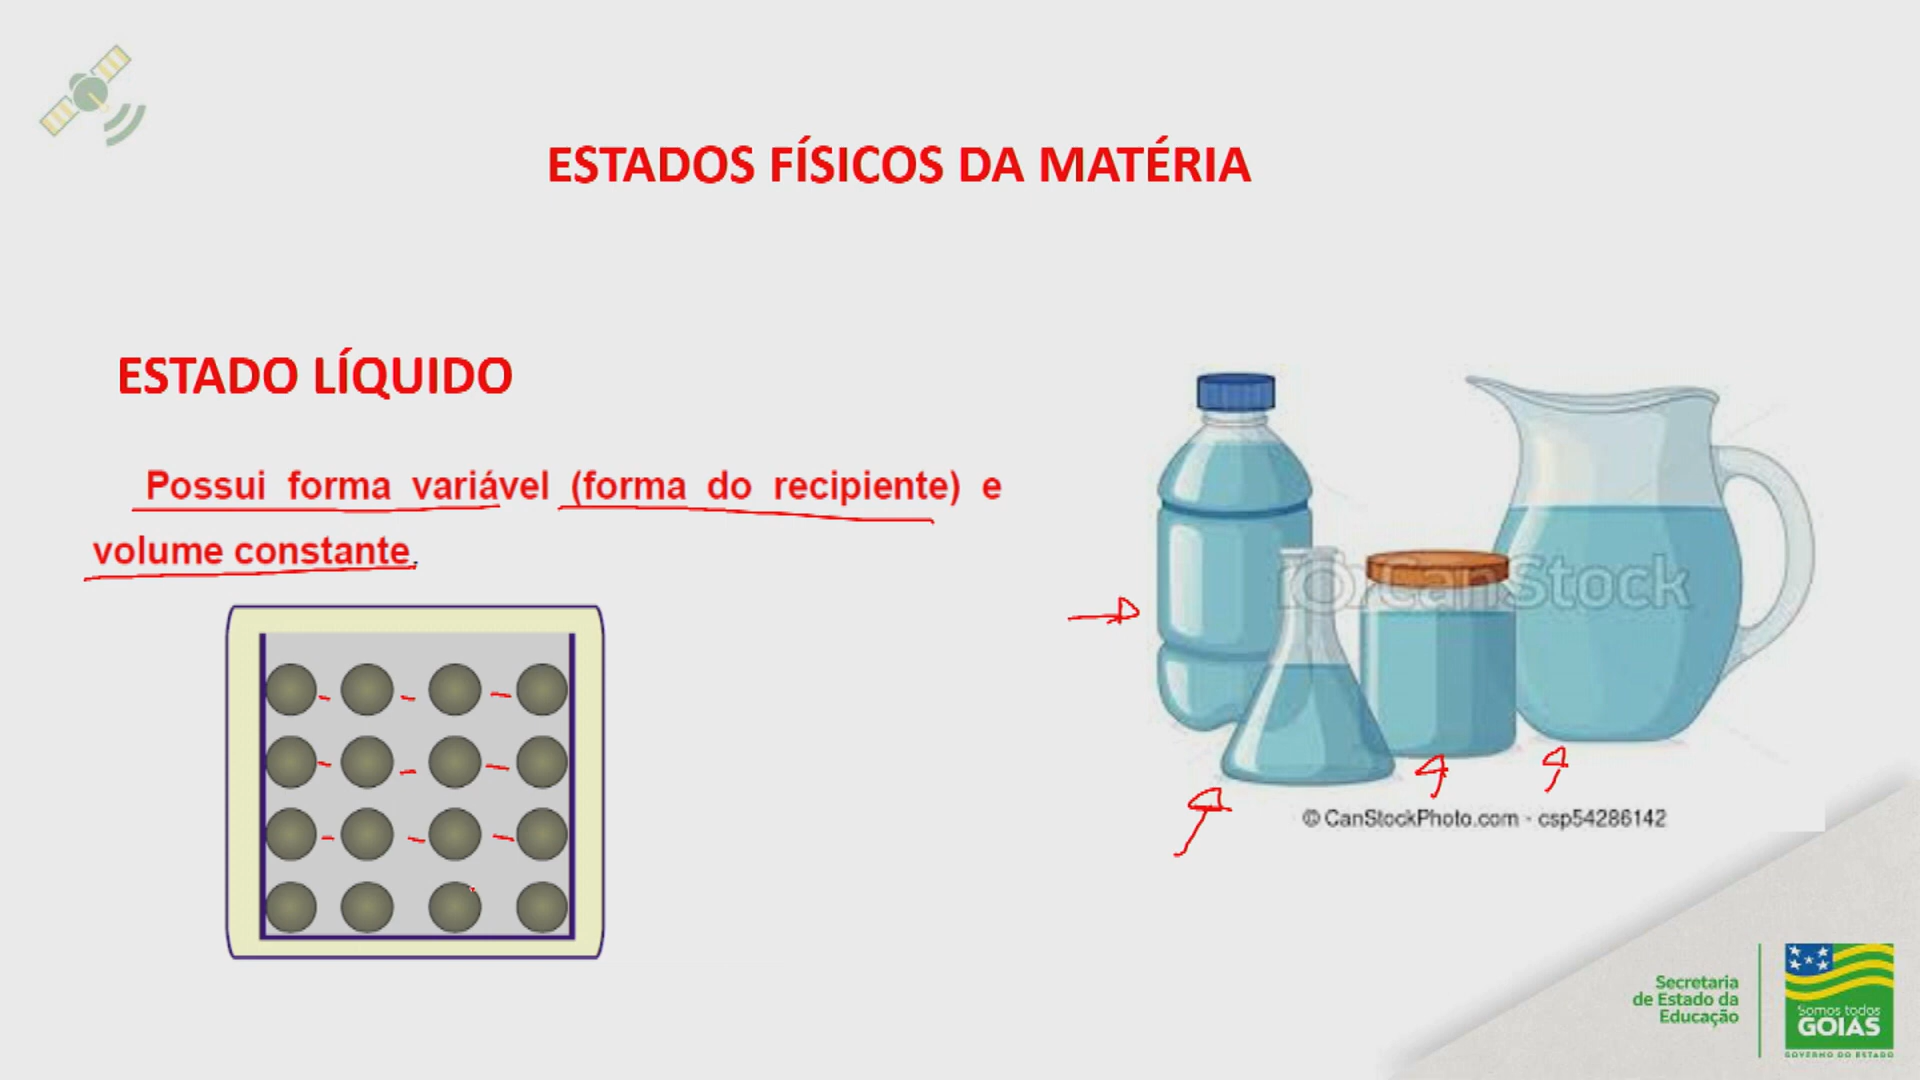 ESTADOS FÍSICOS DA MATÉRIA
ESTADO LÍQUIDO
Possui forma variável (forma do recipiente) e
volume constante.
CanStock
© CanStockPhoto.com - csp54286142
Secretaria
de Estado da
Educação
Somos todos
GOIÁS
GOVERNO DO ESTADO